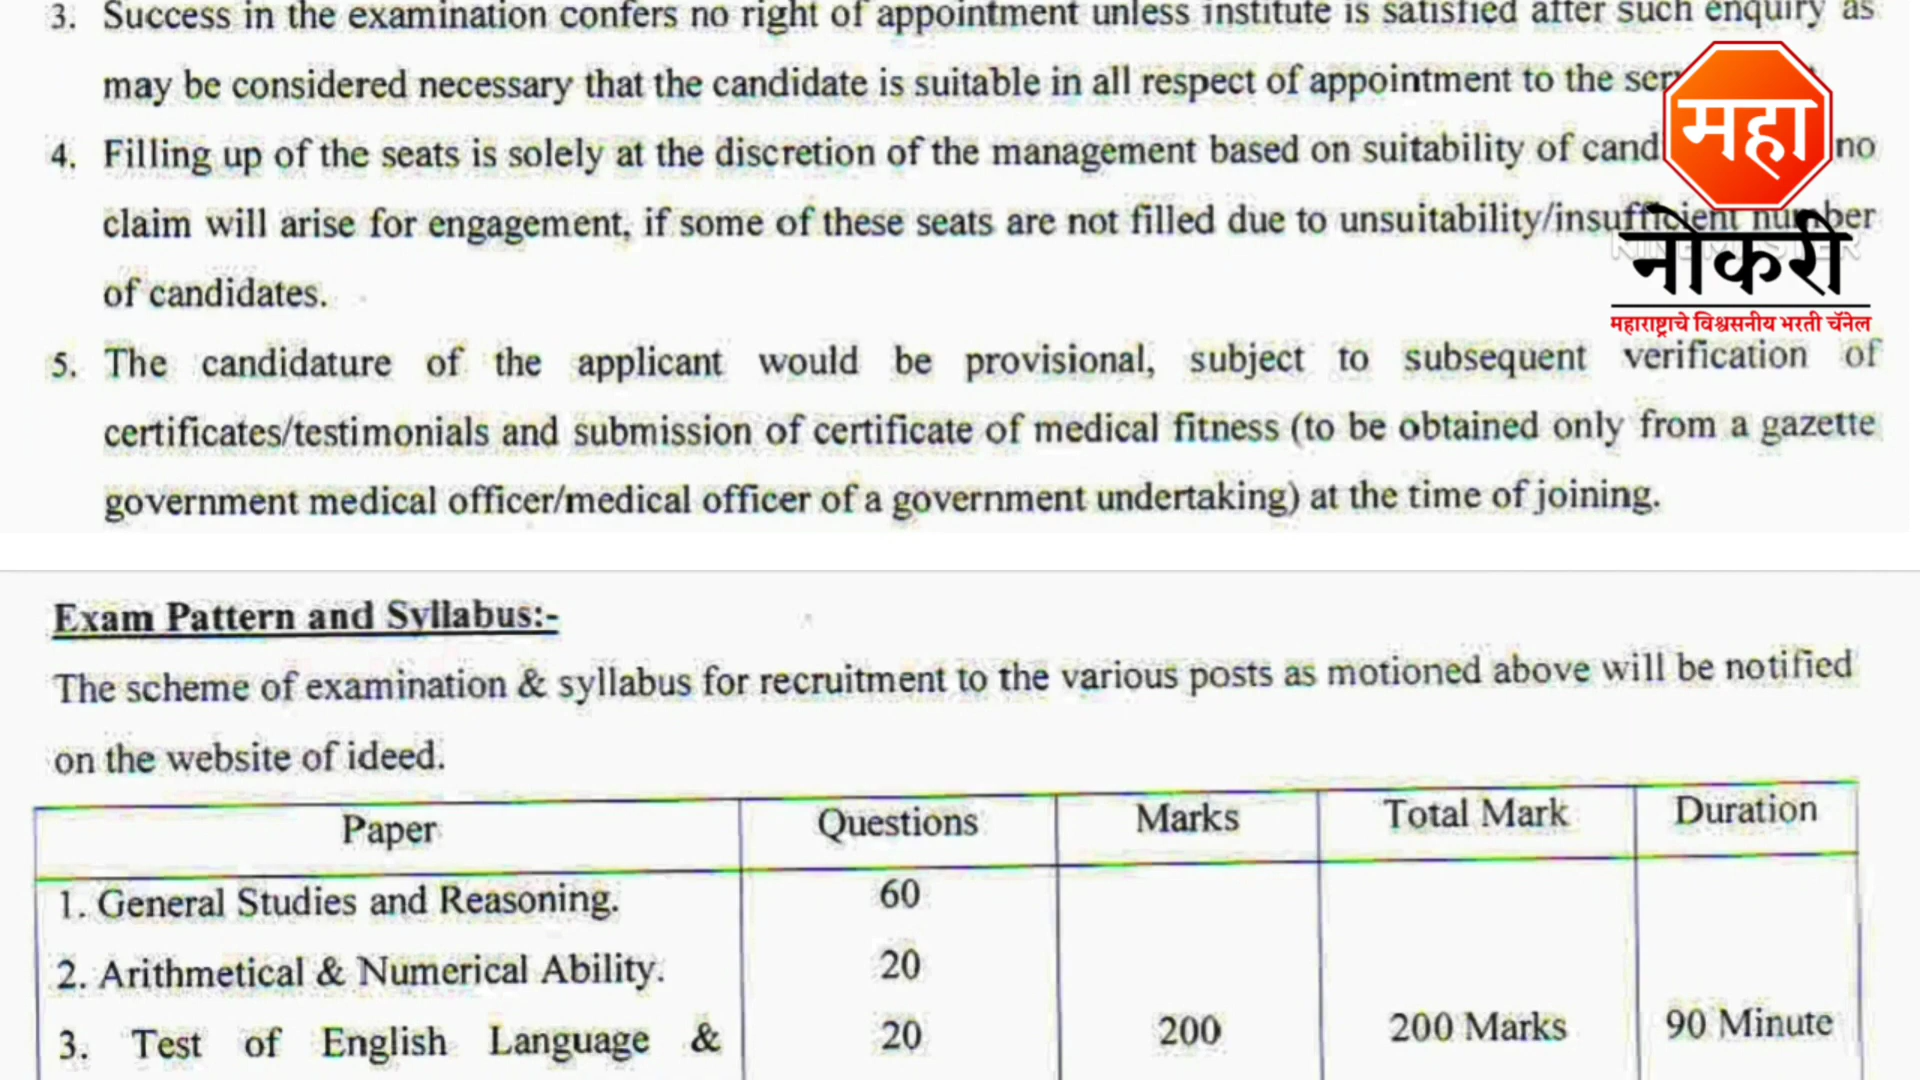 3. Success in the examination confers no right of appointment unless institute is satisfied after such enquiry as
may be considered necessary that the candidate is suitable in all respect of appointment to the
4. Filling up of the seats is solely at the discretion of the management based on suitability of no
claim will arise for engagement, if some of these seats are not filled due to unsuitability/insufficient number
of candidates.
5. The candidature of the applicant would be provisional, subject to subsequent verification of
certificates/testimonials and submission of certificate of medical fitness (to be obtained only from a gazette
government medical officer/medical officer of a government undertaking) at the time of joining.
महा
नोकरी
महाराष्ट्राचे विश्वसनीय भरती चॅनेल
Exam Pattern and Syllabus:-
The scheme of examination & syllabus for recruitment to the various posts as motioned above will be notified
on the website of ideed.
Paper Questions Marks Total Mark Duration
1. General Studies and Reasoning. 60
2. Arithmetical & Numerical Ability. 20
3. Test of English Language & 20 200 200 Marks 90 Minute